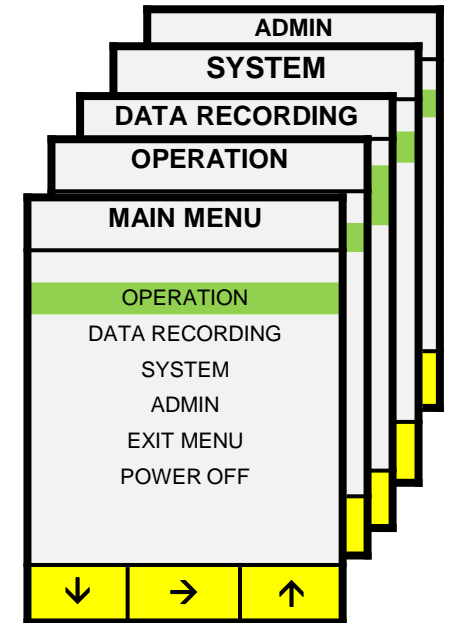 ADMIN
SYSTEM
DATA RECORDING
OPERATION
MAIN MENU
OPERATION
DATA RECORDING
SYSTEM
ADMIN
EXIT MENU
POWER OFF
↓ → ↑